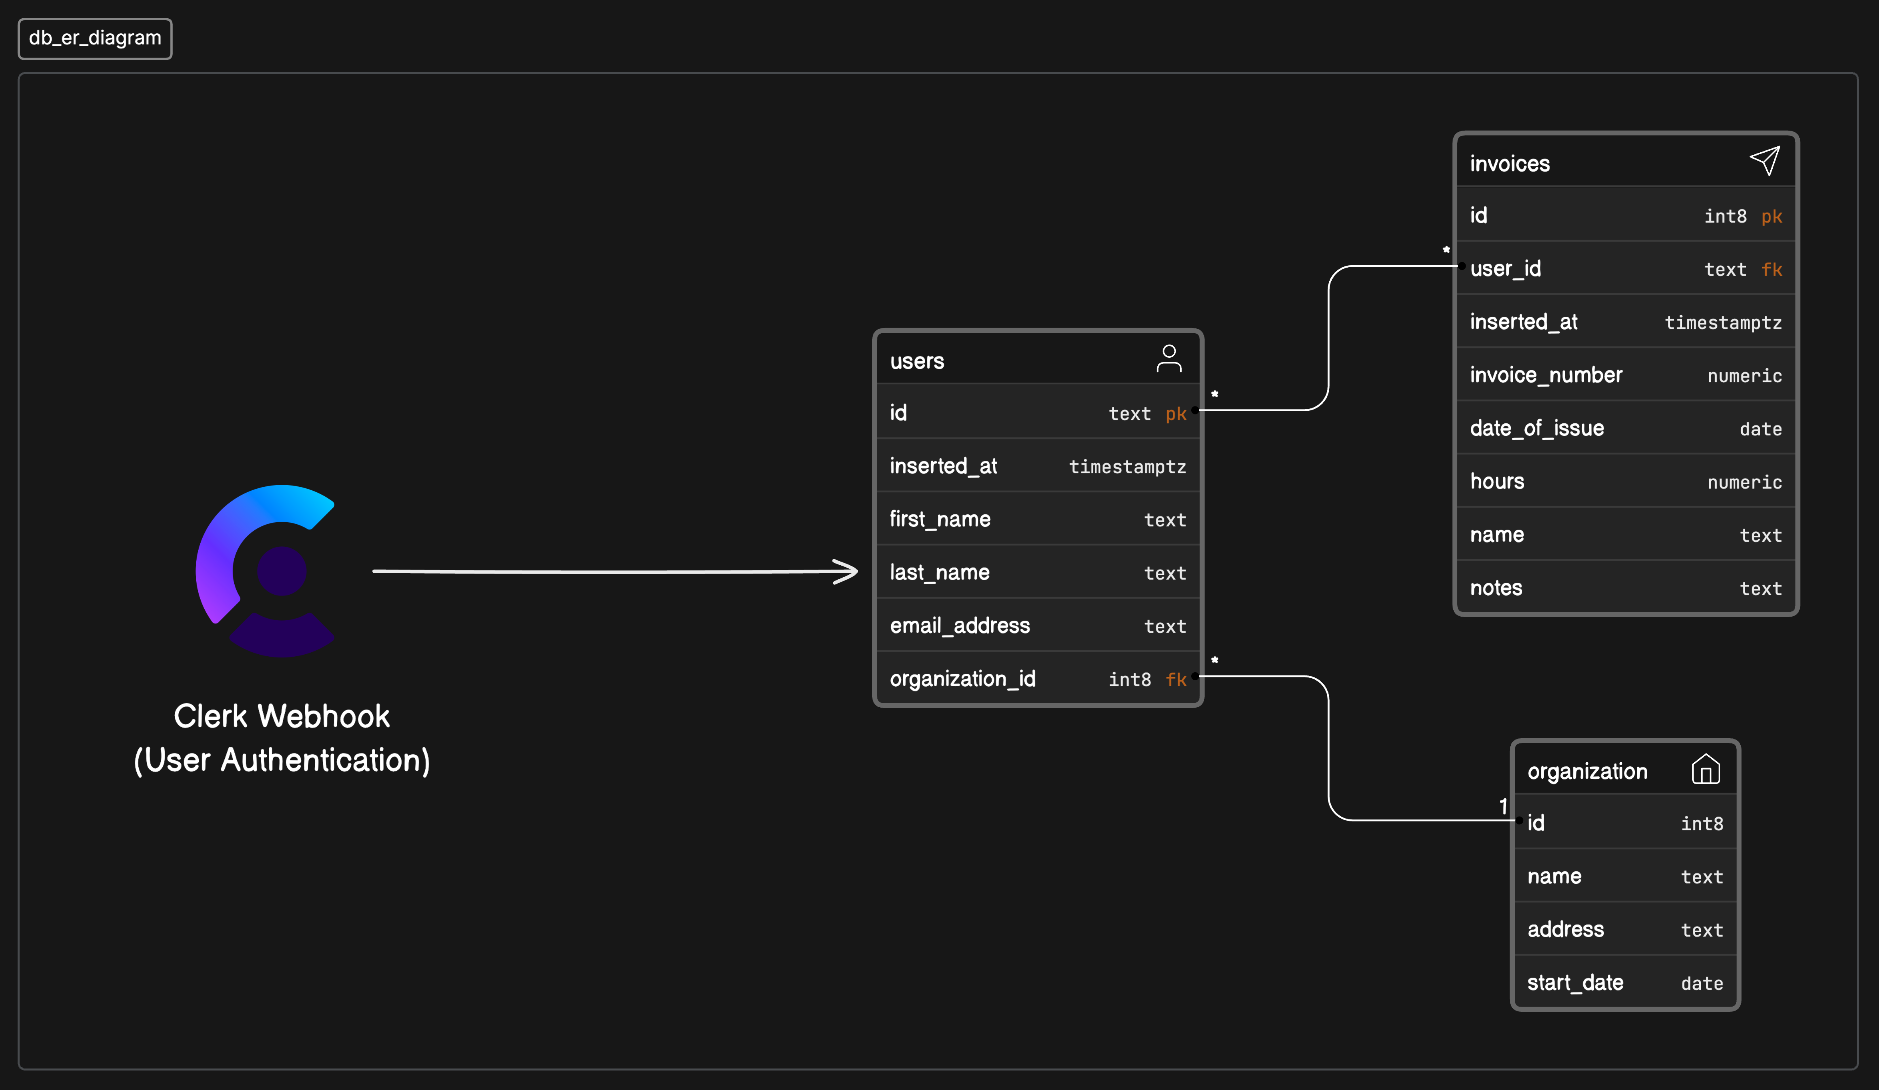 db_er_diagram
Clerk Webhook
(User Authentication)
users
id text pk
inserted_at timestamptz
first_name text
last_name text
email_address text
organization_id int8 fk
*
*
*
1
invoices
id int8 pk
user_id text fk
inserted_at timestamptz
invoice_number numeric
date_of_issue date
hours numeric
name text
notes text
organization
id int8
name text
address text
start_date date